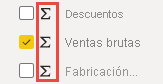 ∑ Descuentos
∑ Ventas brutas
∑ Fabricación...